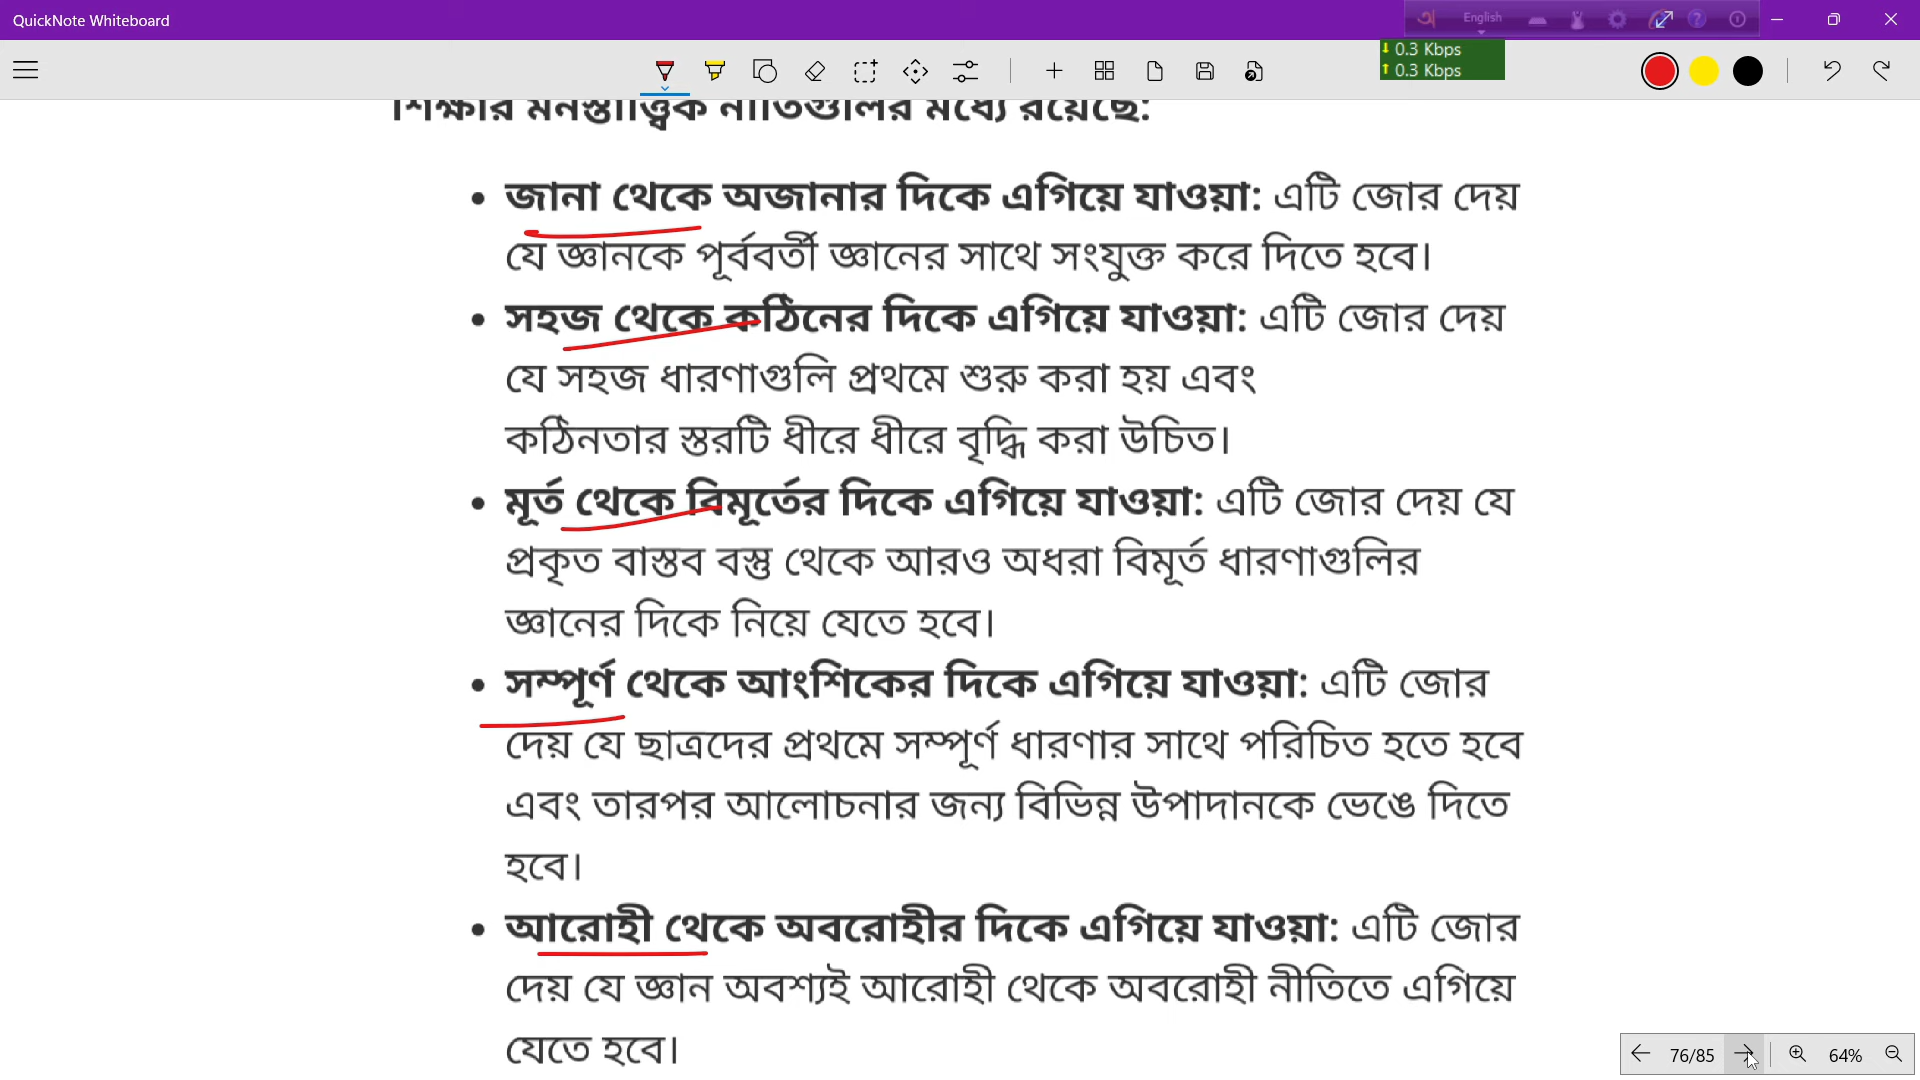 QuickNote Whiteboard
English
0.3 Kbps
0.3 Kbps
শিক্ষার মনস্তাত্ত্বিক নীতিগুলির মধ্যে রয়েছে:
• জানা থেকে অজানার দিকে এগিয়ে যাওয়া: এটি জোর দেয়
যে জ্ঞানকে পূর্ববর্তী জ্ঞানের সাথে সংযুক্ত করে দিতে হবে।
• সহজ থেকে কঠিনের দিকে এগিয়ে যাওয়া: এটি জোর দেয়
যে সহজ ধারণাগুলি প্রথমে শুরু করা হয় এবং
কঠিনতার স্তরটি ধীরে ধীরে বৃদ্ধি করা উচিত।
• মূর্ত থেকে বিমূর্তের দিকে এগিয়ে যাওয়া: এটি জোর দেয় যে
প্রকৃত বাস্তব বস্তু থেকে আরও অধরা বিমূর্ত ধারণাগুলির
জ্ঞানের দিকে নিয়ে যেতে হবে।
• সম্পূর্ণ থেকে আংশিকের দিকে এগিয়ে যাওয়া: এটি জোর
দেয় যে ছাত্রদের প্রথমে সম্পূর্ণ ধারণার সাথে পরিচিত হতে হবে
এবং তারপর আলোচনার জন্য বিভিন্ন উপাদানকে ভেঙে দিতে
হবে।
• আরোহী থেকে অবরোহীর দিকে এগিয়ে যাওয়া: এটি জোর
দেয় যে জ্ঞান অবশ্যই আরোহী থেকে অবরোহী নীতিতে এগিয়ে
যেতে হবে।
76/85
64%